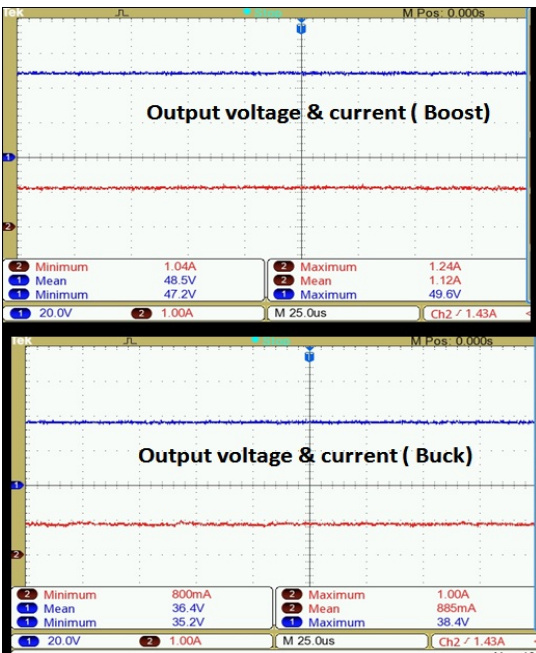 Tek M Pos: 0.000s
T
Output voltage & current ( Boost)
1
2
2 Minimum 1.04A 2 Maximum 1.24A
1 Mean 48.5V 2 Mean 1.12A
1 Minimum 47.2V 1 Maximum 49.6V
1 20.0V 2 1.00A M 25.0us Ch2 / 1.43A
Tek M Pos: 0.000s
T
Output voltage & current ( Buck)
1
2
2 Minimum 800mA 2 Maximum 1.00A
1 Mean 36.4V 2 Mean 885mA
1 Minimum 35.2V 1 Maximum 38.4V
1 20.0V 2 1.00A M 25.0us Ch2 / 1.43A